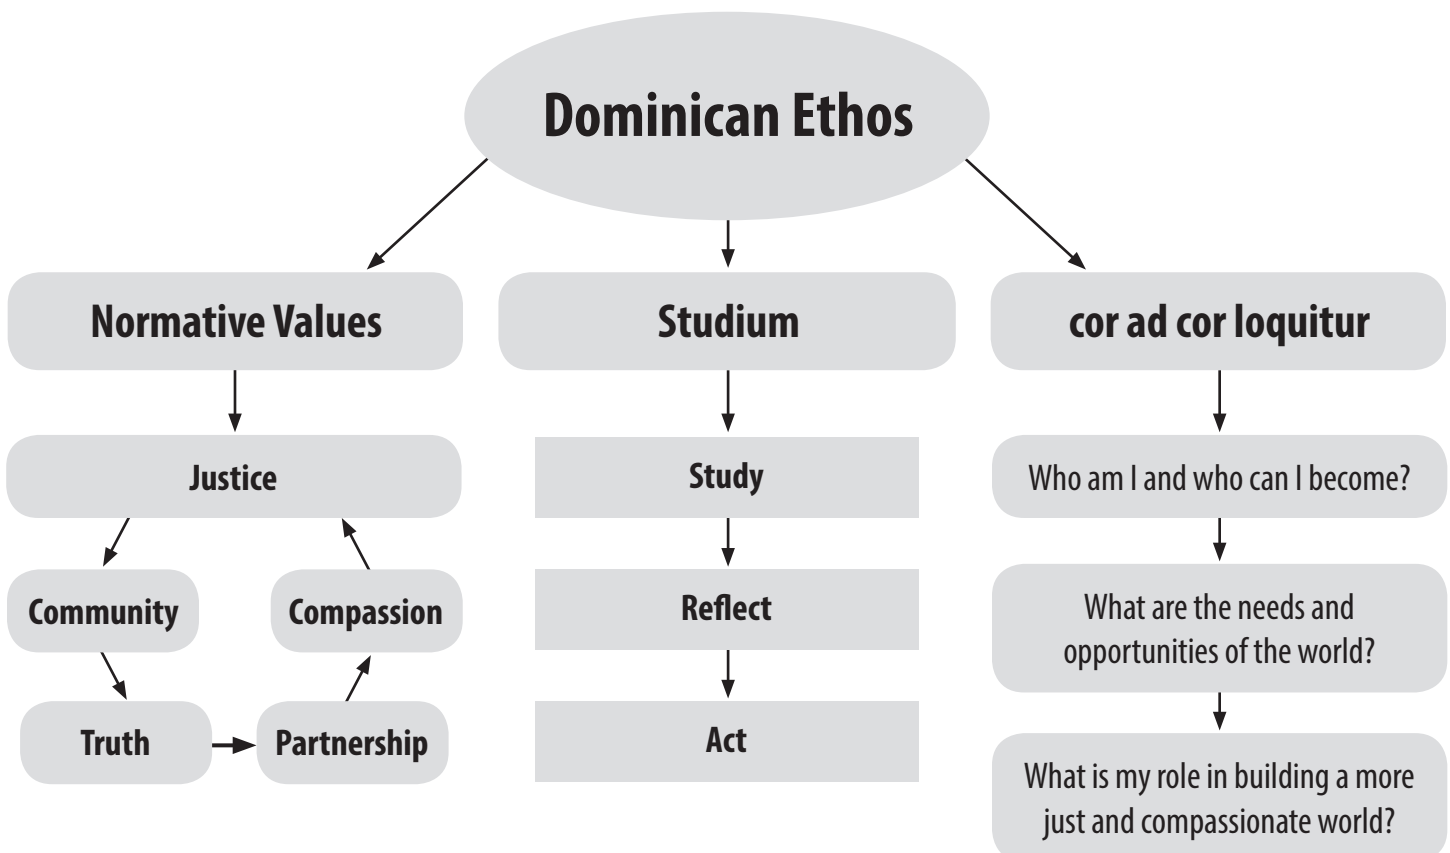 Dominican Ethos
Normative Values
Studium
cor ad cor loquitur
Justice
Community
Compassion
Truth
Partnership
Study
Reflect
Act
Who am I and who can I become?
What are the needs and
opportunities of the world?
What is my role in building a more
just and compassionate world?